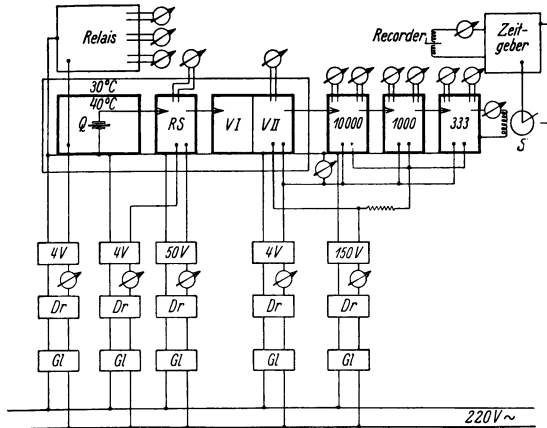 Relais
Recorder
Zeit-
geber
30°C
40°C
Q
RS
VI
VII
10000
1000
333
S
4V
4V
50V
4V
150V
Dr
Dr
Dr
Dr
Dr
Gl
Gl
Gl
Gl
Gl
220V~